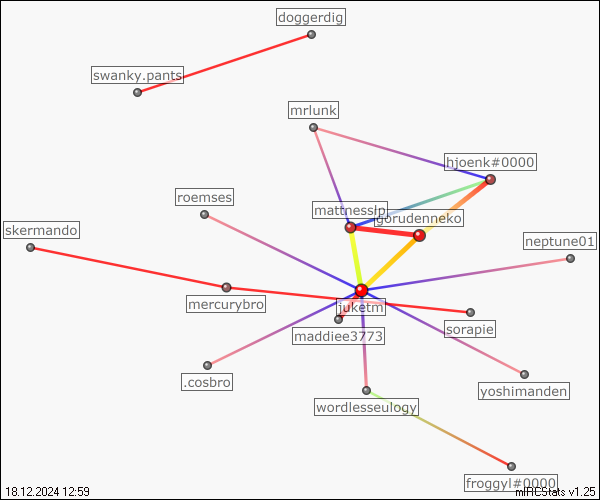 doggerdig
swanky.pants
mrlunk
hjoenk#0000
roemses
mattnessip
gorudenneko
skermando
neptune01
mercurybro
juketm
sorapie
maddiee3773
.cosbro
yoshimanden
wordlesseulogy
froggyl#0000
18.12.2024 12:59
mIRCStats v1.25